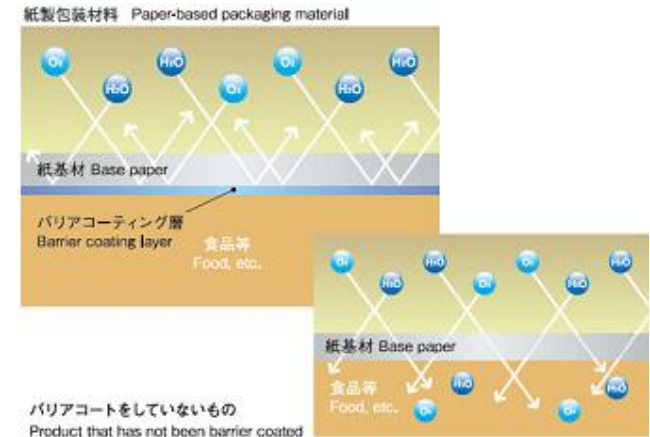 紙製包装材料 Paper-based packaging material
O₂ H₂O O₂ H₂O
H₂O O₂ H₂O
紙基材 Base paper
バリアコーティング層
Barrier coating layer
食品等
Food, etc.
O₂ H₂O O₂ H₂O
H₂O O₂ H₂O
紙基材 Base paper
食品等
Food, etc.
H₂O H₂O
O₂ O₂
バリアコートをしていないもの
Product that has not been barrier coated